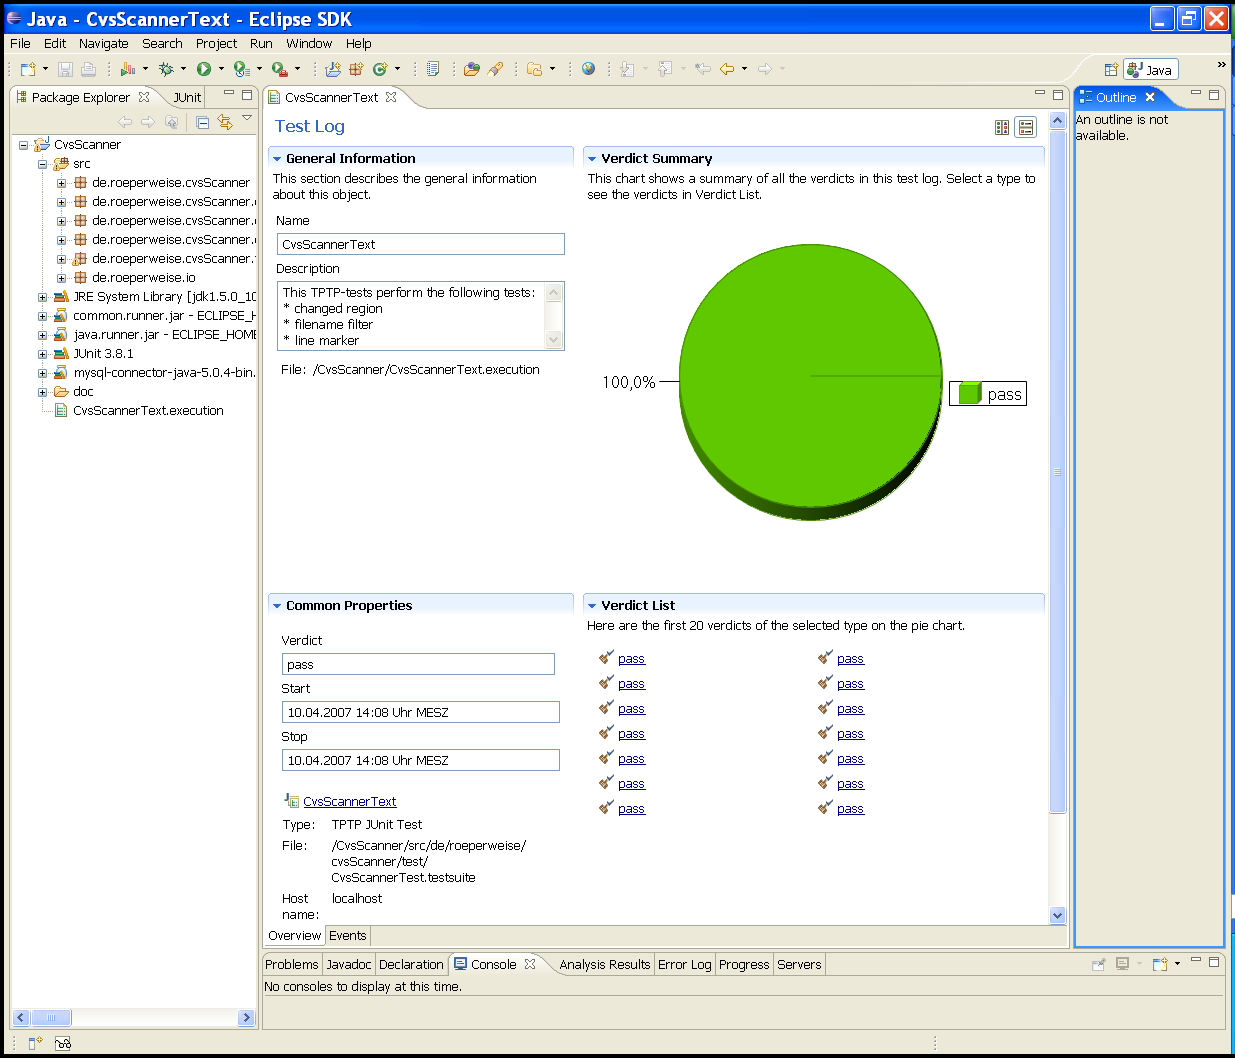 Java - CvsScannerText - Eclipse SDK
File Edit Navigate Search Project Run Window Help
Java
Package Explorer
JUnit
CvsScanner
src
de.roeperweise.cvsScanner
de.roeperweise.cvsScanner.
de.roeperweise.cvsScanner.
de.roeperweise.cvsScanner.
de.roeperweise.cvsScanner.
de.roeperweise.io
JRE System Library [jdk1.5.0_10
common.runner.jar - ECLIPSE_H
java.runner.jar - ECLIPSE_HOME
JUnit 3.8.1
mysql-connector-java-5.0.4-bin.
doc
CvsScannerText.execution
CvsScannerText
Test Log
General Information
This section describes the general information
about this object.
Name
CvsScannerText
Description
This TPTP-tests perform the following tests:
* changed region
* filename filter
* line marker
File: /CvsScanner/CvsScannerText.execution
Verdict Summary
This chart shows a summary of all the verdicts in this test log. Select a type to
see the verdicts in Verdict List.
100,0%
pass
Common Properties
Verdict
pass
Start
10.04.2007 14:08 Uhr MESZ
Stop
10.04.2007 14:08 Uhr MESZ
CvsScannerText
Type: TPTP JUnit Test
File: /CvsScanner/src/de/roeperweise/
cvsScanner/test/
CvsScannerTest.testsuite
Host localhost
name:
Verdict List
Here are the first 20 verdicts of the selected type on the pie chart.
pass pass
pass pass
pass pass
pass pass
pass pass
pass pass
pass pass
Overview Events
Outline
An outline is not
available.
Problems Javadoc Declaration Console Analysis Results Error Log Progress Servers
No consoles to display at this time.